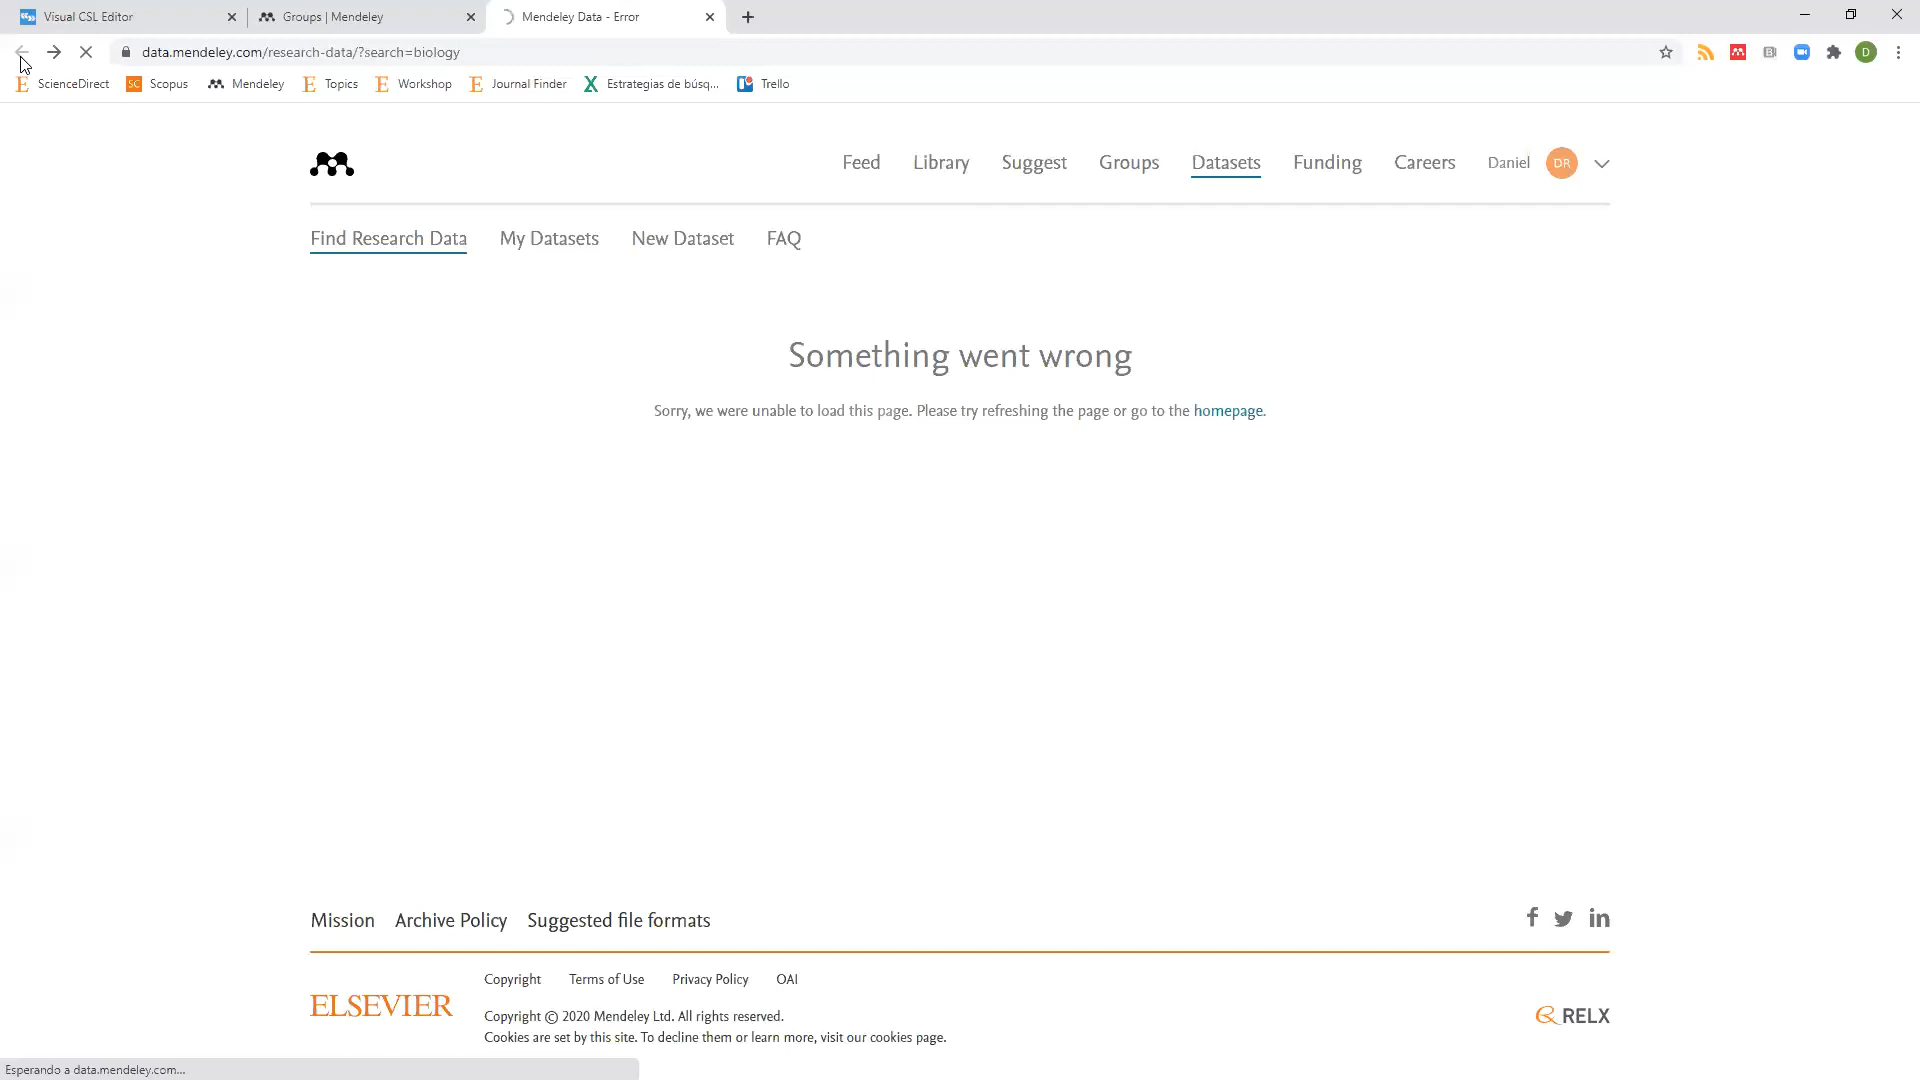 Visual CSL Editor
Groups | Mendeley
Mendeley Data - Error
data.mendeley.com/research-data/?search=biology
D
ScienceDirect
SC Scopus
Mendeley
Topics
Workshop
Journal Finder
Estrategias de búsq...
Trello
Feed Library Suggest Groups Datasets Funding Careers Daniel DR
Find Research Data My Datasets New Dataset FAQ
Something went wrong
Sorry, we were unable to load this page. Please try refreshing the page or go to the homepage.
Mission Archive Policy Suggested file formats
Copyright Terms of Use Privacy Policy OAI
ELSEVIER
RELX
Copyright © 2020 Mendeley Ltd. All rights reserved.
Cookies are set by this site. To decline them or learn more, visit our cookies page.
Esperando a data.mendeley.com...